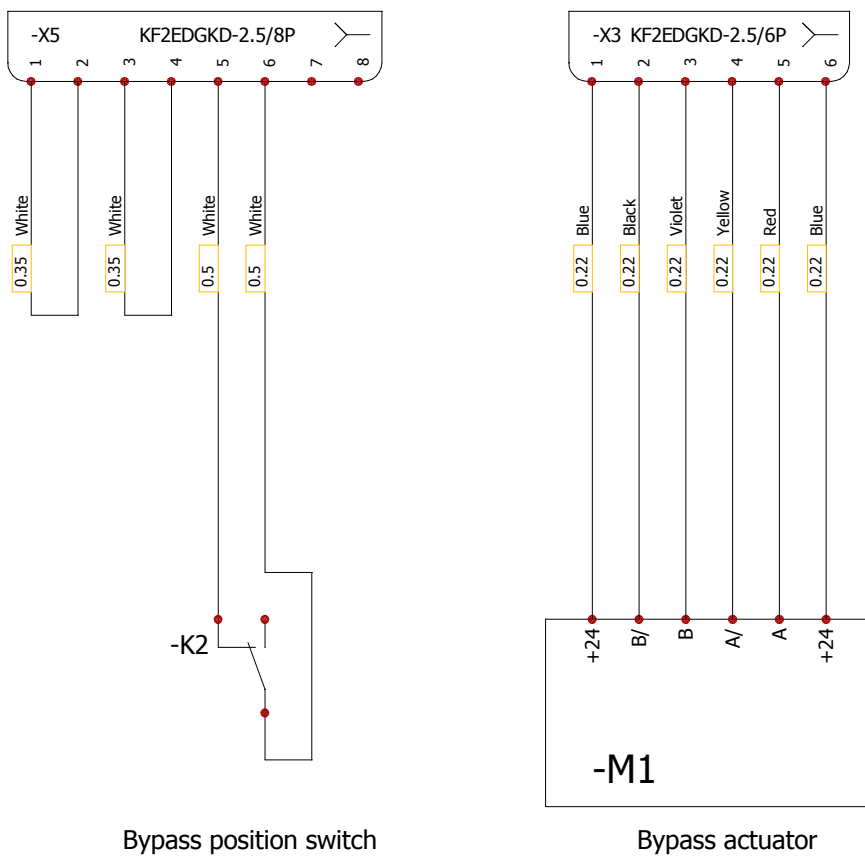 -X5 KF2EDGKD-2.5/8P
1 2 3 4 5 6 7 8
White White White White
0.35 0.35 0.5 0.5
-K2
Bypass position switch
-X3 KF2EDGKD-2.5/6P
1 2 3 4 5 6
Blue Black Violet Yellow Red Blue
0.22 0.22 0.22 0.22 0.22 0.22
+24 B/ B A/ A +24
-M1
Bypass actuator